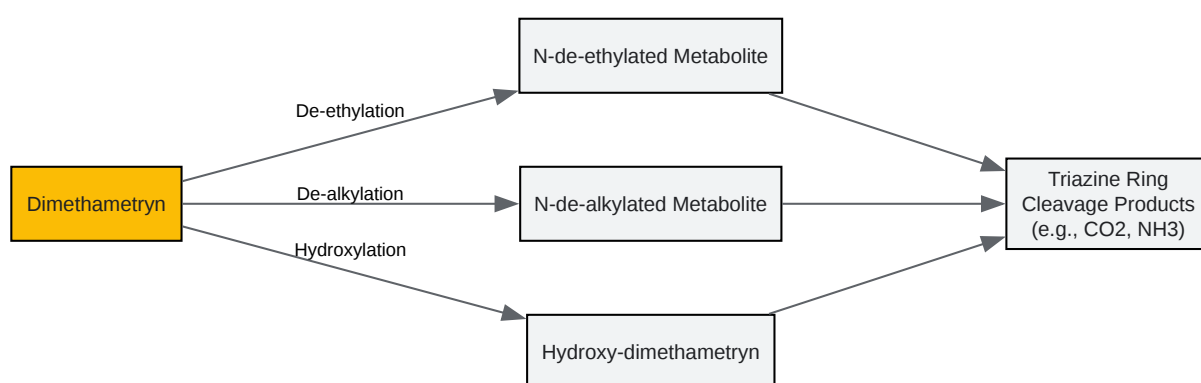 N-de-ethylated Metabolite
De-ethylation
Dimethametryn
De-alkylation
N-de-alkylated Metabolite
Triazine Ring
Cleavage Products
(e.g., CO2, NH3)
Hydroxylation
Hydroxy-dimethametryn